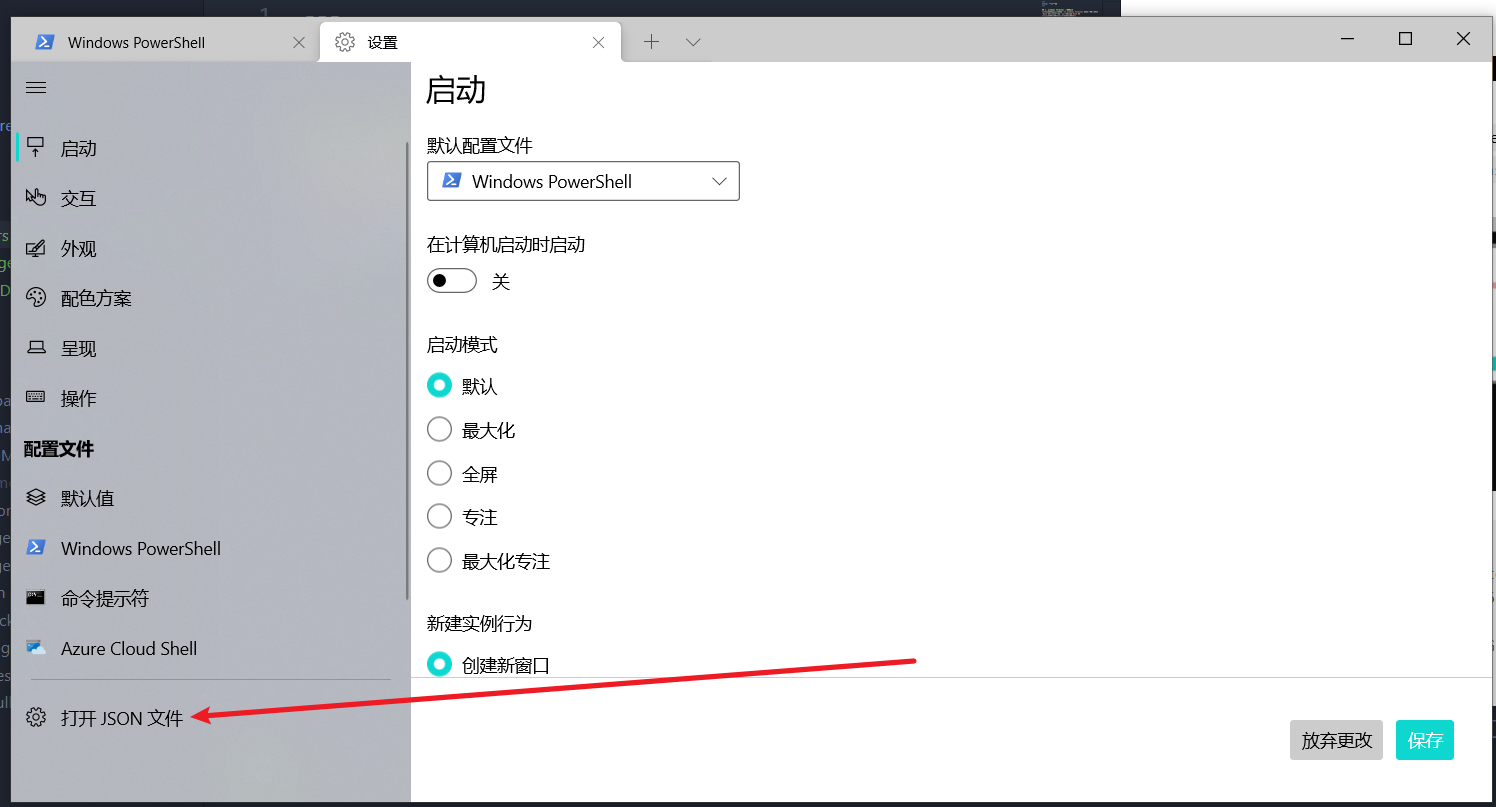 Windows PowerShell
设置
启动
交互
外观
配色方案
呈现
操作
配置文件
默认值
Windows PowerShell
命令提示符
Azure Cloud Shell
打开 JSON 文件
启动
默认配置文件
Windows PowerShell
在计算机启动时启动
关
启动模式
默认
最大化
全屏
专注
最大化专注
新建实例行为
创建新窗口
放弃更改
保存